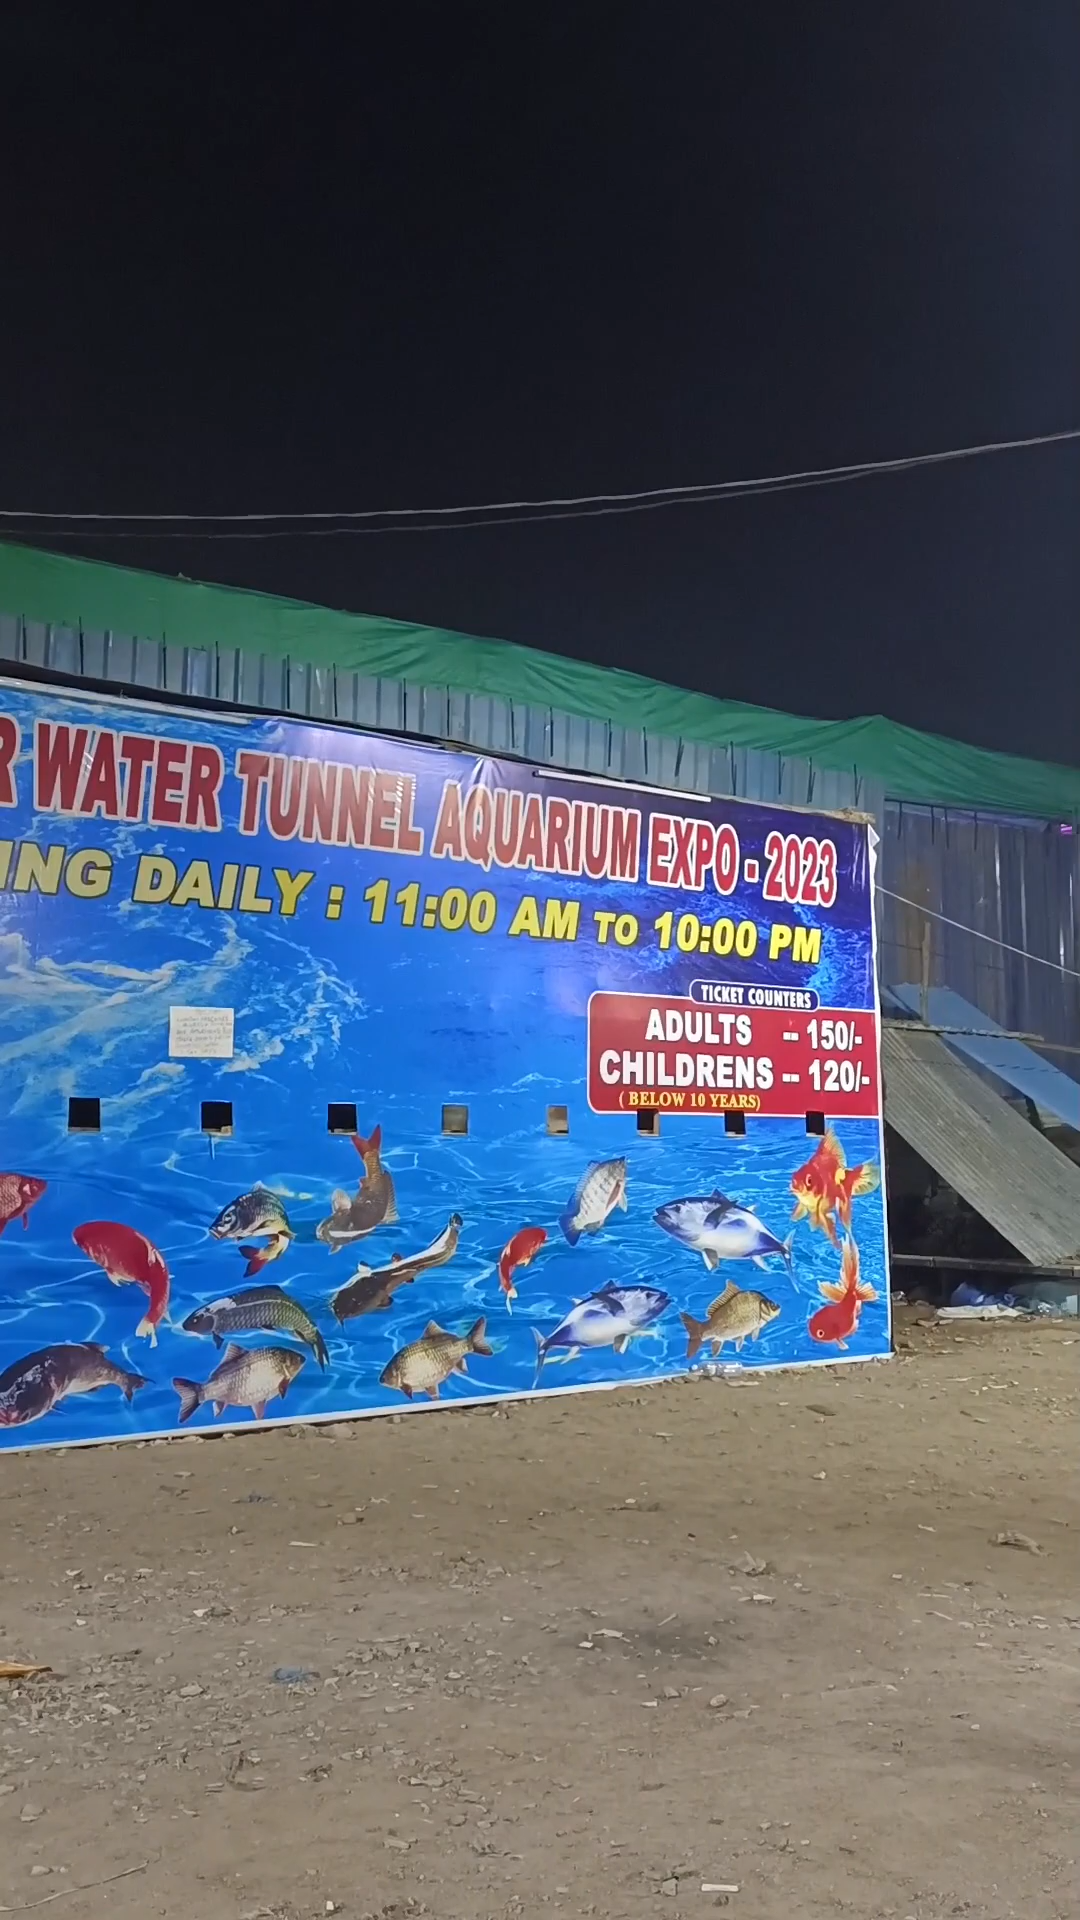 R WATER TUNNEL AQUARIUM EXPO - 2023
ING DAILY : 11:00 AM TO 10:00 PM
TICKET COUNTERS
ADULTS -- 150/-
CHILDRENS -- 120/-
( BELOW 10 YEARS)